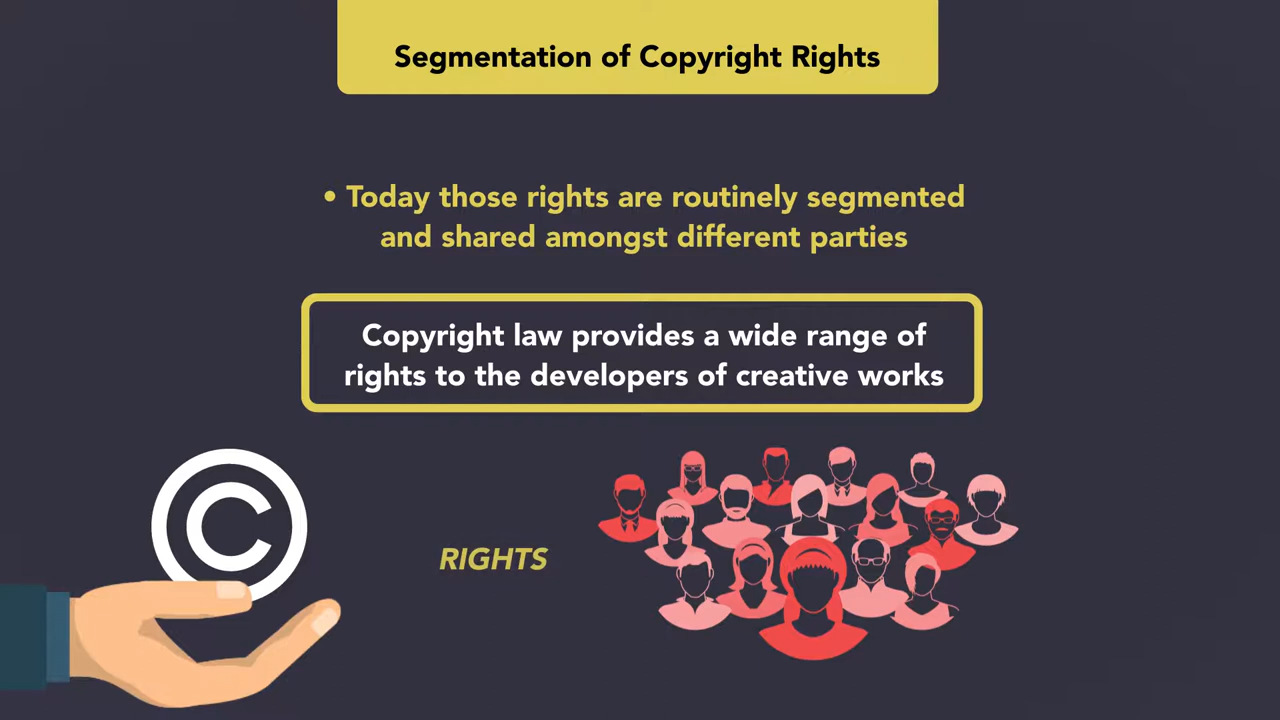 Segmentation of Copyright Rights
• Today those rights are routinely segmented
and shared amongst different parties
Copyright law provides a wide range of
rights to the developers of creative works
©
RIGHTS